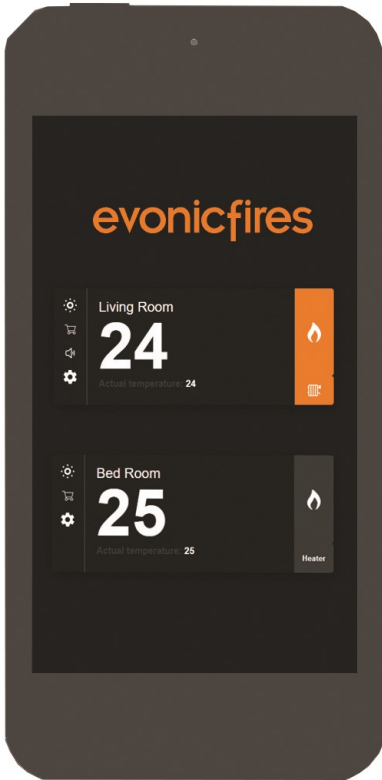 evonicfires
Living Room
24
Actual temperature: 24
Bed Room
25
Actual temperature: 25
Heater